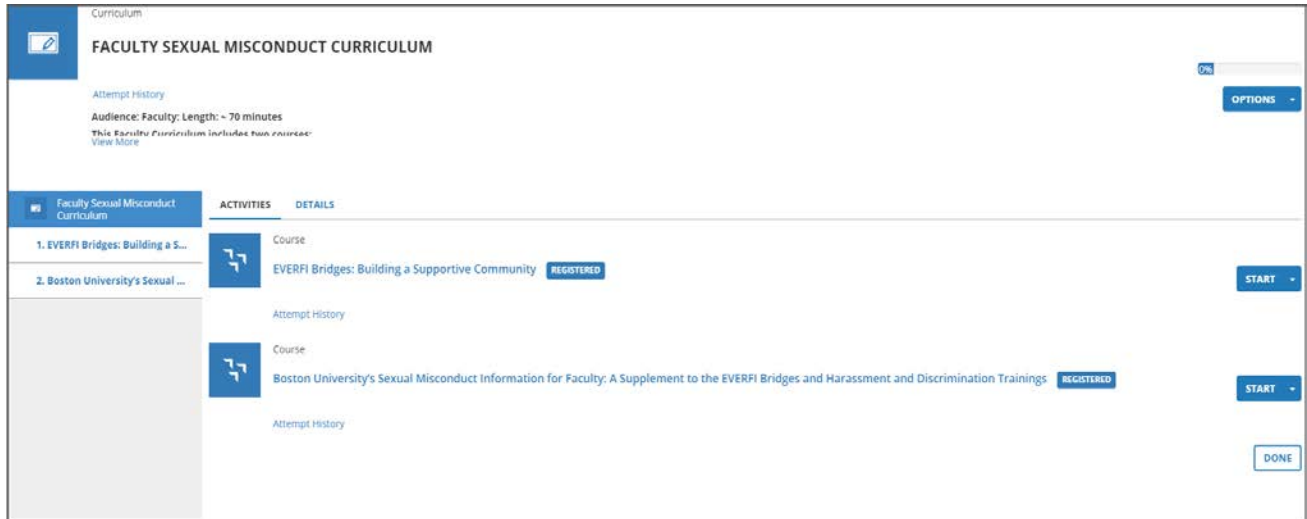 Curriculum
FACULTY SEXUAL MISCONDUCT CURRICULUM
0%
Attempt History
OPTIONS
Audience: Faculty: Length: ~ 70 minutes
This Faculty Curriculum includes two courses:
View More
Faculty Sexual Misconduct
Curriculum
1. EVERFI Bridges: Building a S...
2. Boston University's Sexual ...
ACTIVITIES DETAILS
Course
EVERFI Bridges: Building a Supportive Community REGISTERED
START
Attempt History
Course
Boston University's Sexual Misconduct Information for Faculty: A Supplement to the EVERFI Bridges and Harassment and Discrimination Trainings REGISTERED
START
Attempt History
DONE